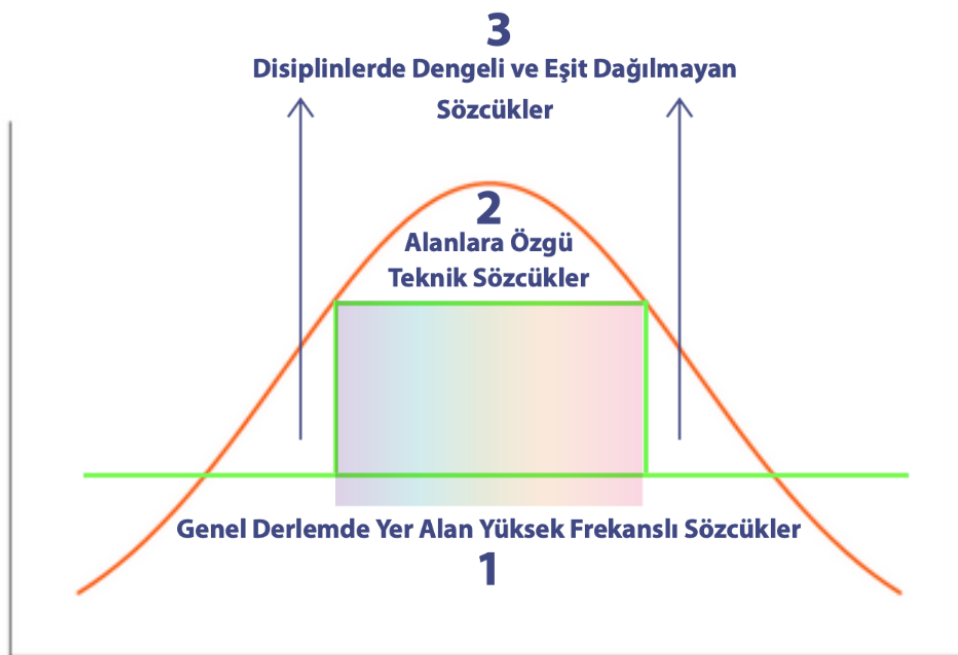 3
Disiplinlerde Dengeli ve Eşit Dağılmayan
Sözcükler
2
Alanlara Özgü
Teknik Sözcükler
Genel Derlemde Yer Alan Yüksek Frekanslı Sözcükler
1